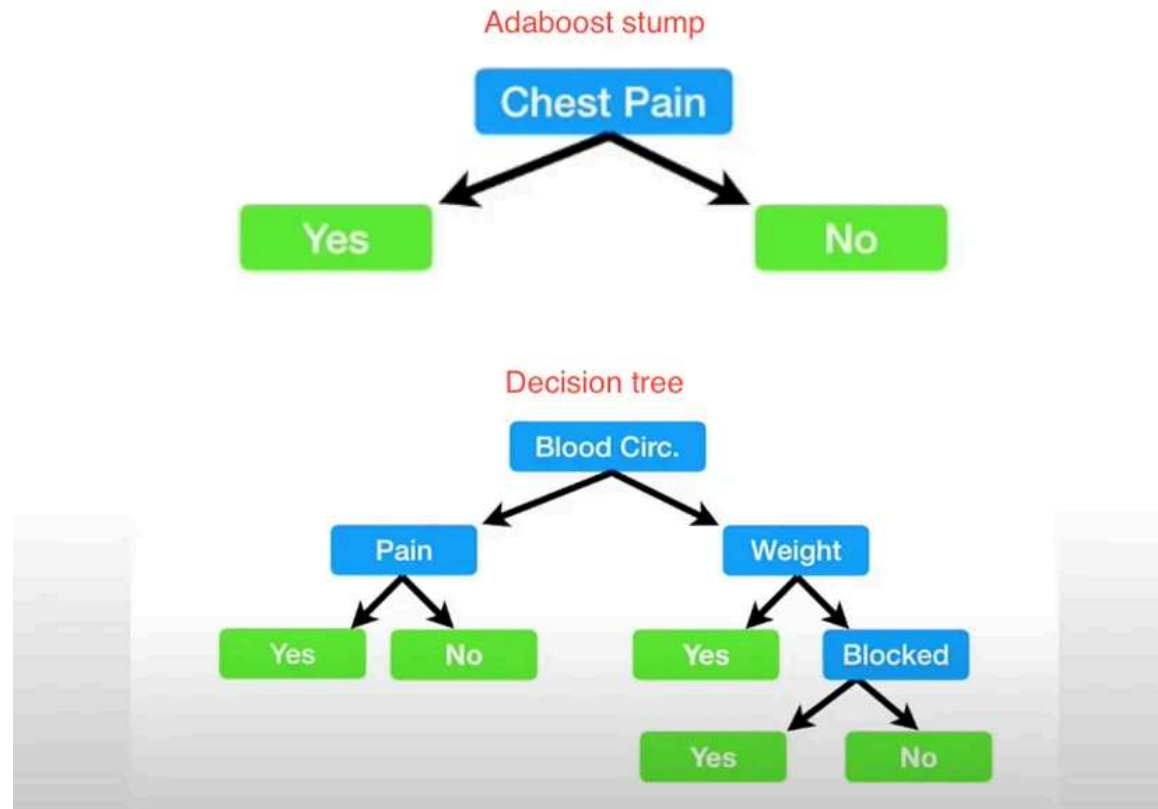 Adaboost stump
Chest Pain
Yes No
Decision tree
Blood Circ.
Pain Weight
Yes No Yes Blocked
Yes No